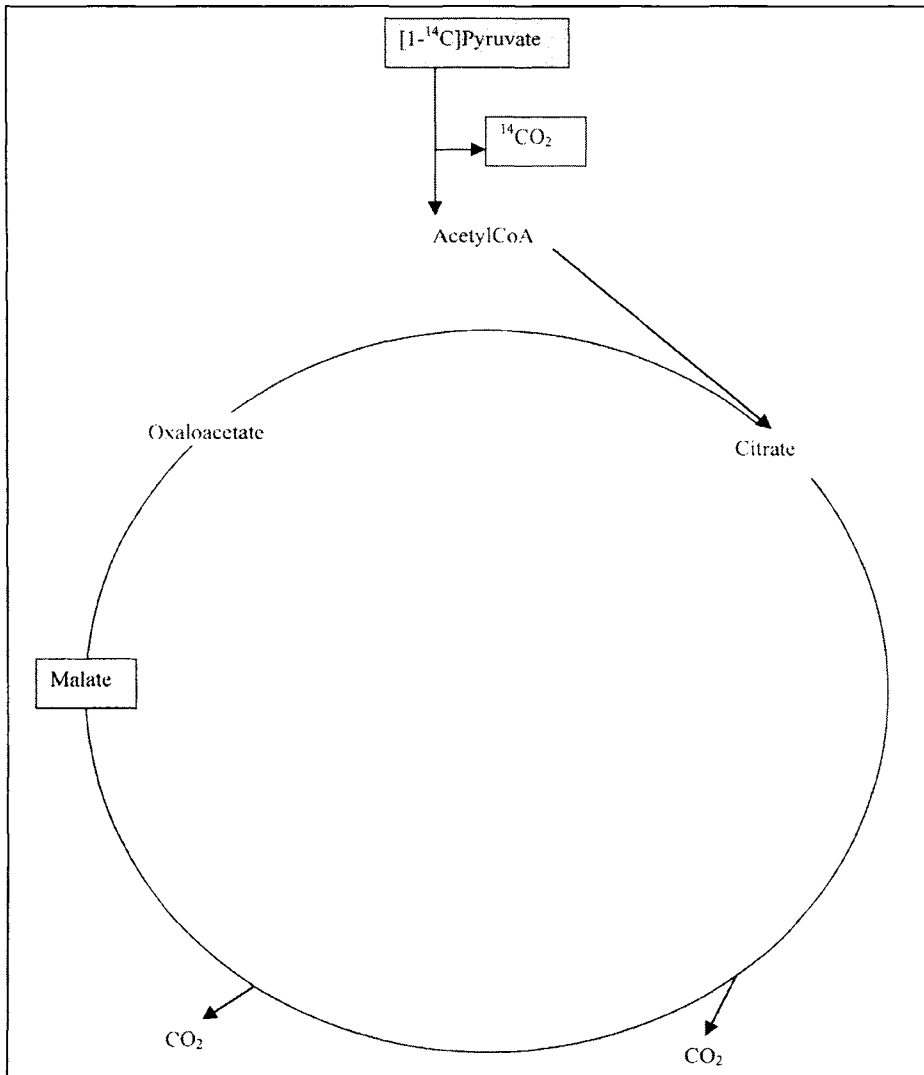 [1-¹⁴C]Pyruvate
¹⁴CO₂
AcetylCoA
Oxaloacetate
Citrate
Malate
CO₂
CO₂